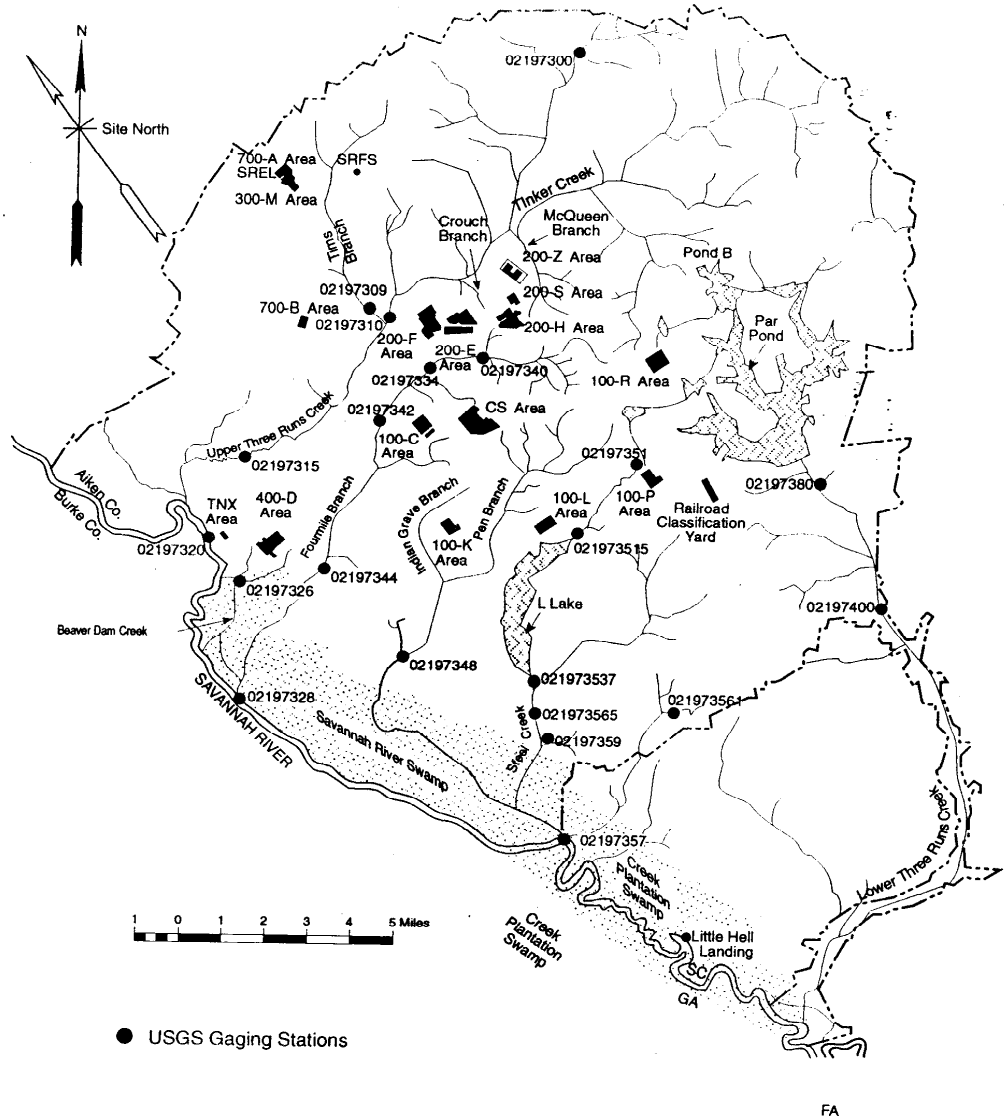 N
02197300
Site North
700-A Area
SREL
SRFS
300-M Area
Tinker Creek
Crouch
Branch
McQueen
Branch
Tims
Branch
200-Z Area
Pond B
02197309
200-S Area
700-B Area
02197310
200-F
Area
200-H Area
Par
Pond
200-E
Area
02197334
02197340
100-R Area
02197342
CS Area
100-C
Area
Upper Three Runs Creek
02197315
02197351
02197380
Aiken Co.
Burke Co.
TNX
Area
400-D
Area
Fourmile Branch
Indian Grave Branch
Pen Branch
100-L
Area
100-P
Area
Railroad
Classification
Yard
02197320
100-K
Area
021973515
02197344
02197326
L Lake
02197400
Beaver Dam Creek
02197348
021973537
021973561
02197328
021973565
SAVANNAH RIVER
Savannah River Swamp
Steel Creek
02197359
02197357
Lower Three Runs Creek
Creek
Plantation
Swamp
1 0 1 2 3 4 5 Miles
Creek
Plantation
Swamp
Little Hell
Landing
SC
GA
USGS Gaging Stations
FA